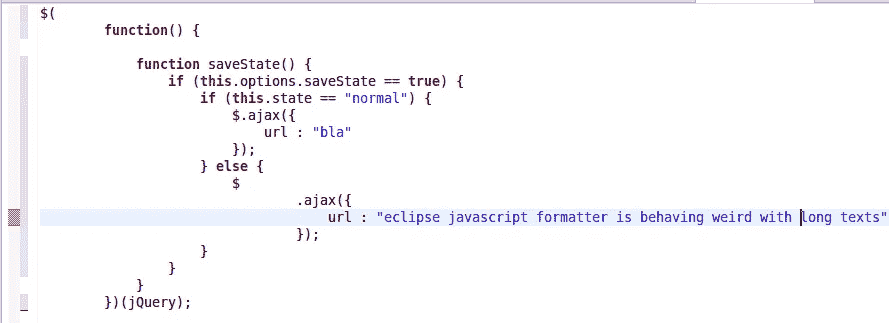 $(
function() {
function saveState() {
if (this.options.saveState == true) {
if (this.state == "normal") {
$.ajax({
url : "bla"
});
} else {
$
.ajax({
url : "eclipse javascript formatter is behaving weird with long texts"
});
}
}
}
})(jQuery);